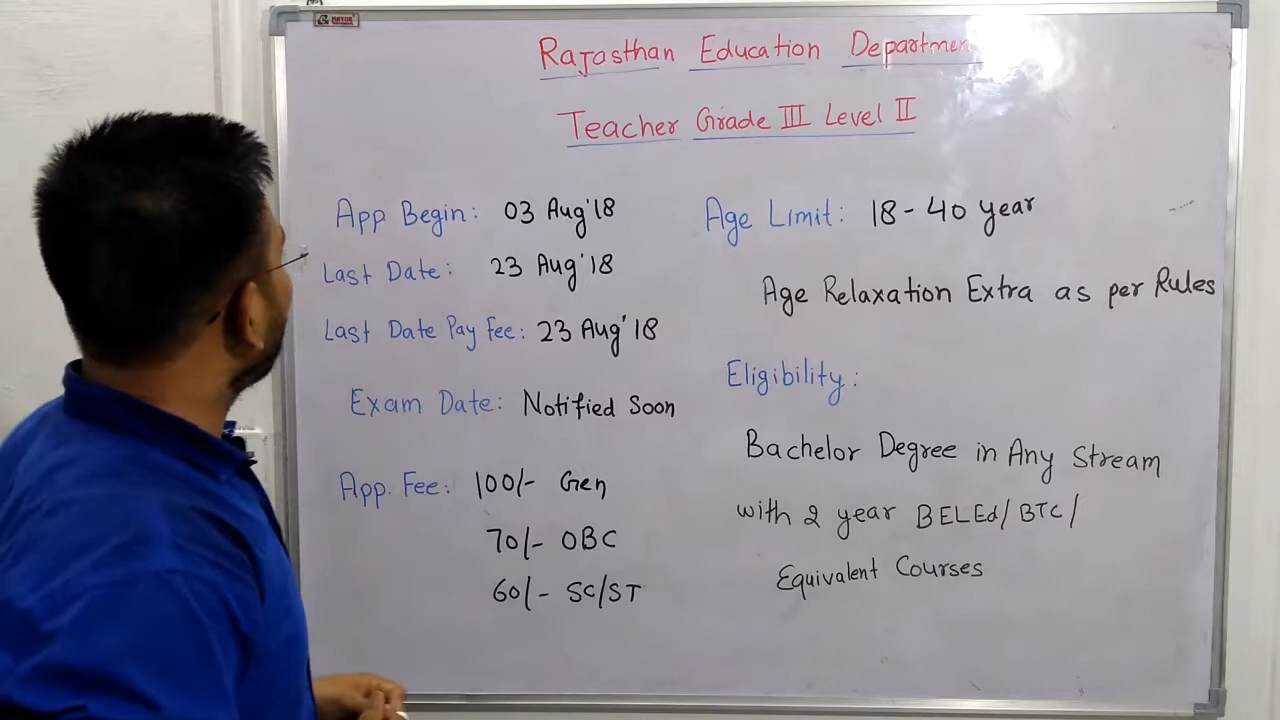 MAYUR
Rajasthan Education Departmen
Teacher Grade III Level II
App Begin: 03 Aug'18
Last Date: 23 Aug'18
Last Date Pay Fee: 23 Aug'18
Exam Date: Notified Soon
App. Fee: 100/- Gen
70/- OBC
60/- SC/ST
Age Limit: 18-40 year
Age Relaxation Extra as per Rules
Eligibility:
Bachelor Degree in Any Stream
with 2 year BELEd/BTC/
Equivalent Courses